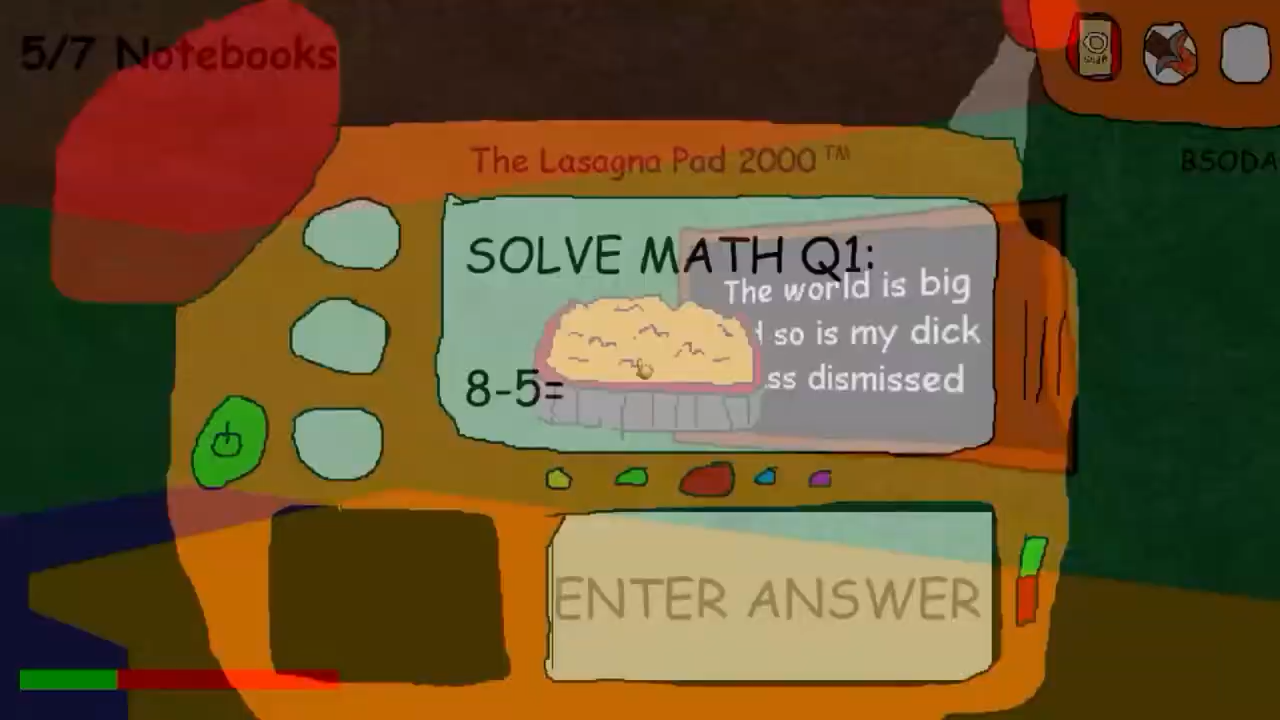 5/7 Notebooks
The Lasagna Pad 2000™
BSODA
SOLVE MATH Q1:
The world is big
so is my dick
ss dismissed
8-5=
ENTER ANSWER